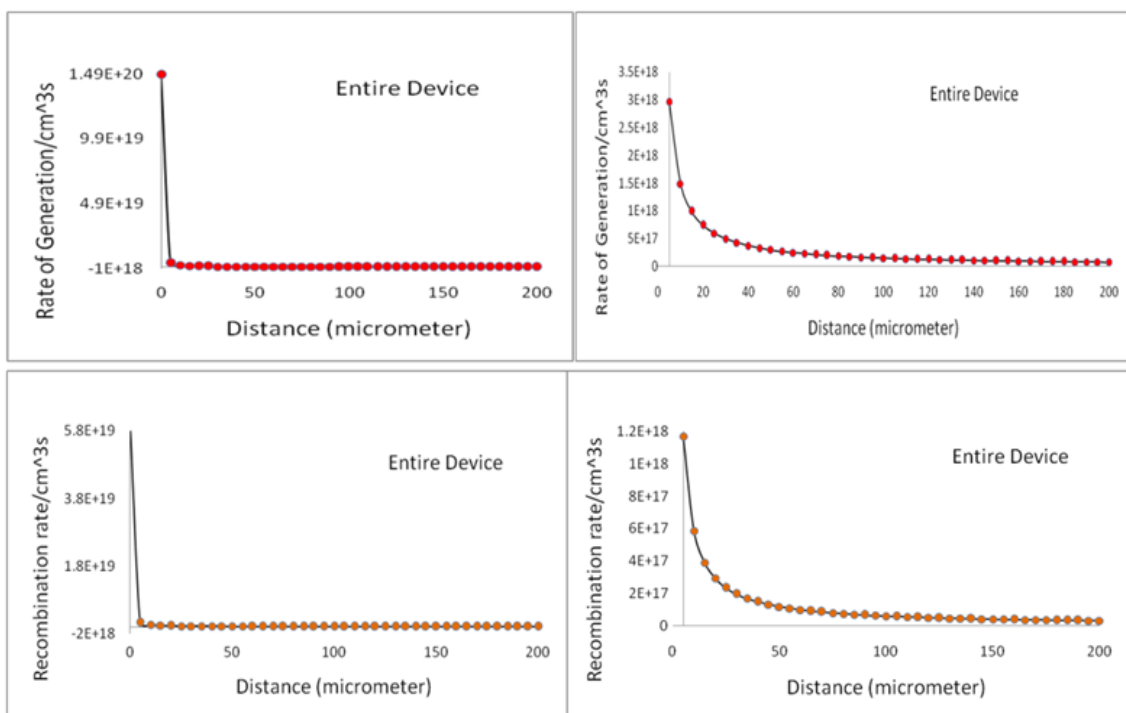 1.49E+20
9.9E+19
4.9E+19
-1E+18
Rate of Generation/cm^3s
Entire Device
0 50 100 150 200
Distance (micrometer)
3.5E+18
3E+18
2.5E+18
2E+18
1.5E+18
1E+18
5E+17
0
Rate of Generation/cm^3s
Entire Device
0 20 40 60 80 100 120 140 160 180 200
Distance (micrometer)
5.8E+19
3.8E+19
1.8E+19
-2E+18
Recombination rate/cm^3s
Entire Device
0 50 100 150 200
Distance (micrometer)
1.2E+18
1E+18
8E+17
6E+17
4E+17
2E+17
0
Recombination rate/cm^3s
Entire Device
0 50 100 150 200
Distance (micrometer)